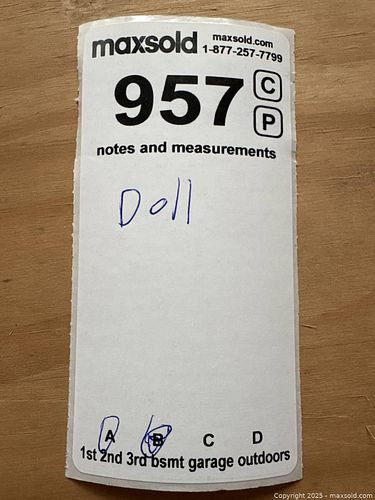 maxsold maxsold.com
1-877-257-7799
957 C
P
notes and measurements
Doll
A B C D
1st 2nd 3rd bsmt garage outdoors
Copyright 2025 - maxsold.com